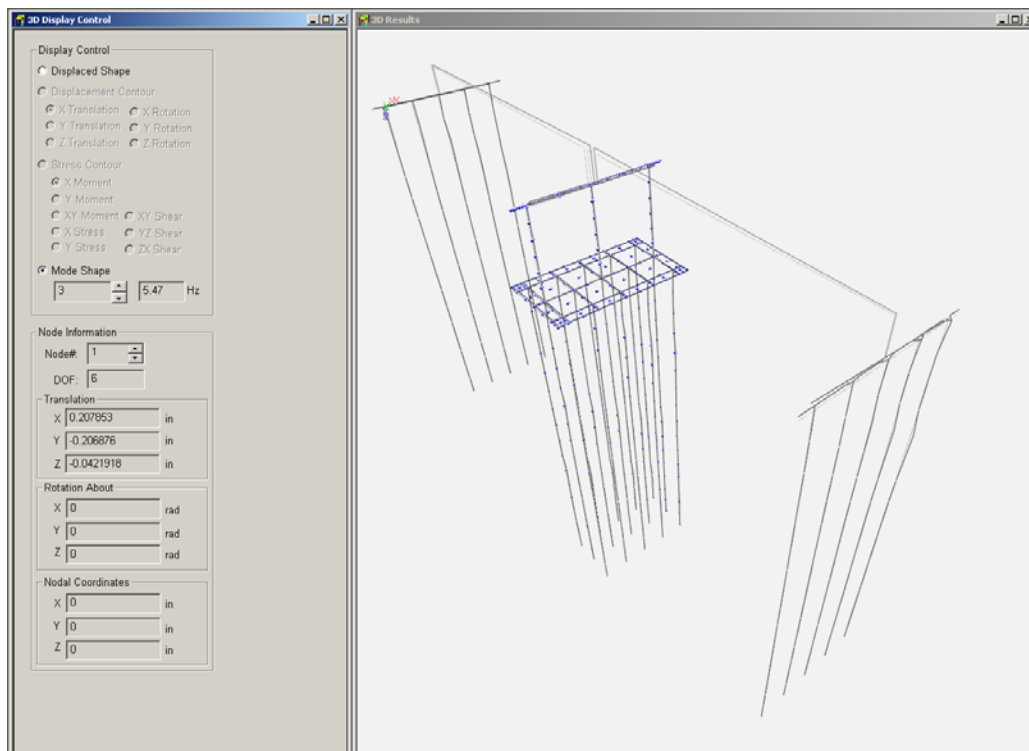 3D Display Control
3D Results
Display Control
Displaced Shape
Displacement Contour
X Translation X Rotation
Y Translation Y Rotation
Z Translation Z Rotation
Stress Contour
X Moment
Y Moment
XY Moment XY Shear
X Stress YZ Shear
Y Stress ZX Shear
Mode Shape
3 5.47 Hz
Node Information
Node#: 1
DOF: 6
Translation
X 0.207853 in
Y -0.206876 in
Z -0.0421918 in
Rotation About
X 0 rad
Y 0 rad
Z 0 rad
Nodal Coordinates
X 0 in
Y 0 in
Z 0 in